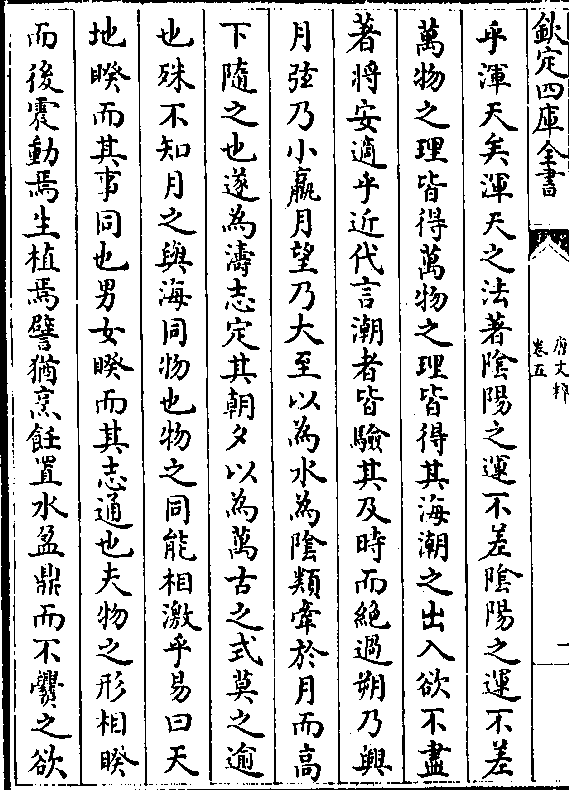 欽定四庫全書
唐文粹
卷五
一
乎渾天矣渾天之法著陰陽之運不差陰陽之運不差
萬物之理皆得萬物之理皆得其海潮之出入欲不盡
著將安適乎近代言潮者皆驗其及時而絶過朔乃興
月弦乃小羸月望乃大至以為水為陰類牽於月而高
下隨之也遂為濤志定其朝夕以為萬古之式莫之逾
也殊不知月之與海同物也物之同能相激乎易曰天
地睽而其事同也男女睽而其志通也夫物之形相睽
而後震動焉生植焉譬猶烹飪置水盈鼎而不爨之欲